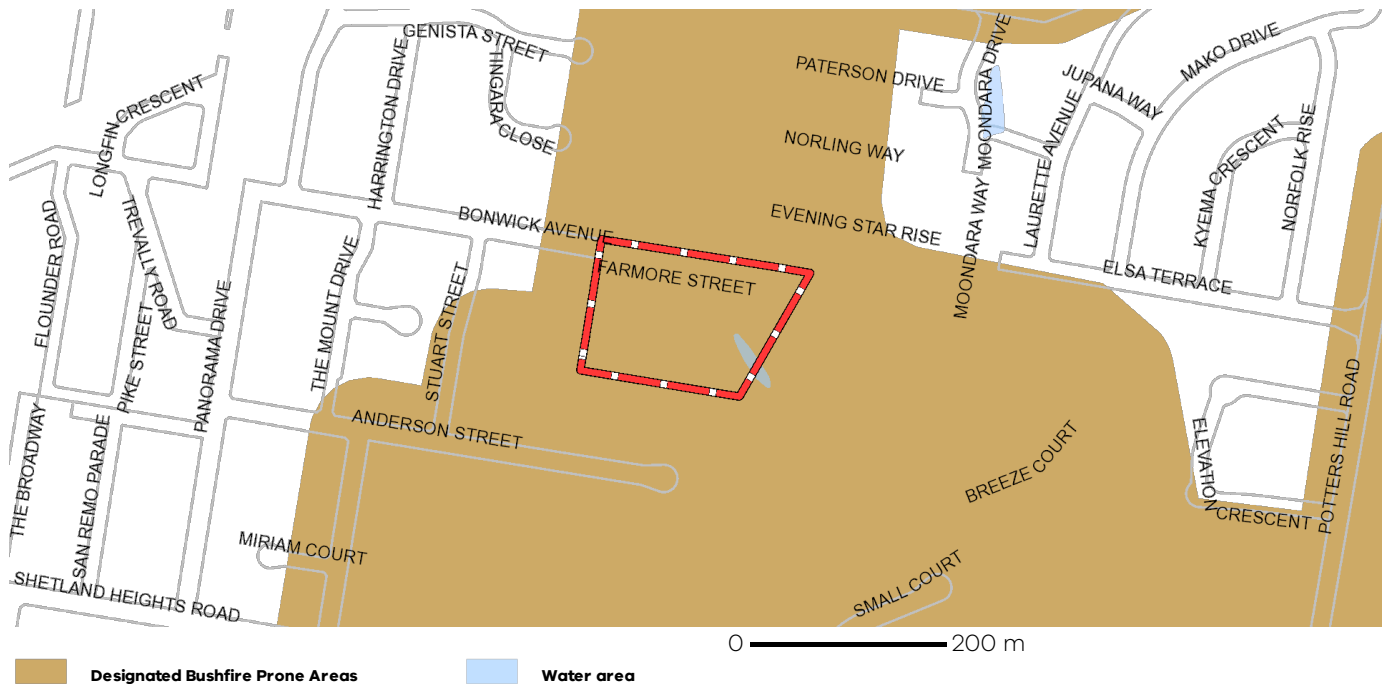 GENISTA STREET
TINGARA CLOSE
HARRINGTON DRIVE
LONGFIN CRESCENT
PATERSON DRIVE
MOONDARA DRIVE
JUPANA WAY
MAKO DRIVE
NORLING WAY
LAURETTE AVENUE
KYEMA CRESCENT
NORFOLK RISE
FLOUNDER ROAD
TREVALLY ROAD
BONWICK AVENUE
EVENING STAR RISE
MOONDARA WAY
ELSA TERRACE
FARMORE STREET
PIKE STREET
PANORAMA DRIVE
THE MOUNT DRIVE
STUART STREET
THE BROADWAY
SAN REMO PARADE
ANDERSON STREET
BREEZE COURT
ELEVATION CRESCENT
POTTERS HILL ROAD
MIRIAM COURT
SHETLAND HEIGHTS ROAD
SMALL COURT
0 200 m
Designated Bushfire Prone Areas
Water area